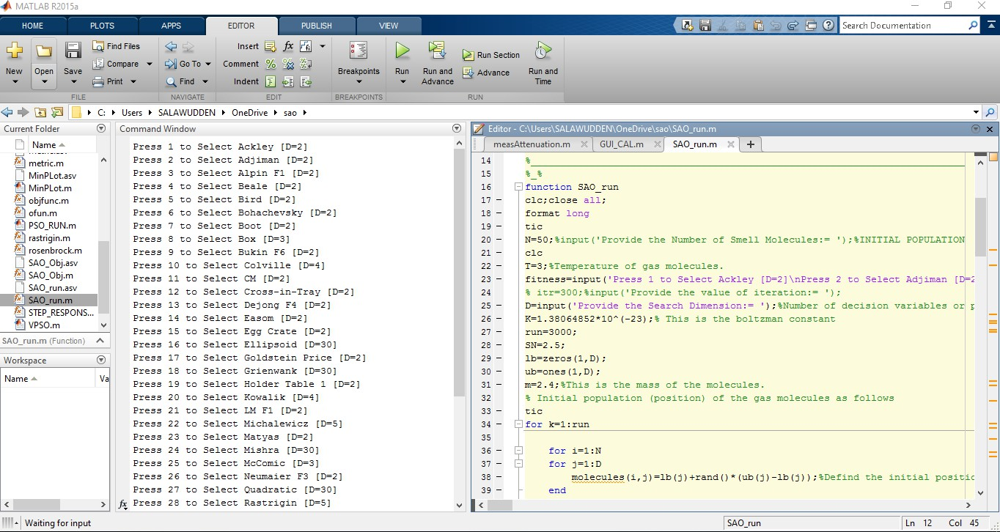 MATLAB R2015a
HOME PLOTS APPS EDITOR PUBLISH VIEW
Search Documentation
New Open Save
Find Files
Compare
Print
Go To
Find
Insert
Comment
Indent
Breakpoints
Run
Run and Advance
Run Section
Advance
Run and Time
FILE NAVIGATE EDIT BREAKPOINTS RUN
C: Users SALAWUDDEN OneDrive sao
Current Folder
Name
metric.m
MinPLot.asv
MinPLot.m
objfunc.m
ofun.m
PSO_RUN.m
rastrigin.m
rosenbrock.m
SAO_Obj.asv
SAO_Obj.m
SAO_run.asv
SAO_run.m
STEP_RESPONS...
VPSO.m
SAO_run.m (Function)
Workspace
Name Va
Command Window
Press 1 to Select Ackley [D=2]
Press 2 to Select Adjiman [D=2]
Press 3 to Select Alpin F1 [D=2]
Press 4 to Select Beale [D=2]
Press 5 to Select Bird [D=2]
Press 6 to Select Bohachevsky [D=2]
Press 7 to Select Boot [D=2]
Press 8 to Select Box [D=3]
Press 9 to Select Bukin F6 [D=2]
Press 10 to Select Colville [D=4]
Press 11 to Select CM [D=2]
Press 12 to Select Cross-in-Tray [D=2]
Press 13 to Select Dejong F4 [D=2]
Press 14 to Select Easom [D=2]
Press 15 to Select Egg Crate [D=2]
Press 16 to Select Ellipsoid [D=30]
Press 17 to Select Goldstein Price [D=2]
Press 18 to Select Grienwank [D=30]
Press 19 to Select Holder Table 1 [D=2]
Press 20 to Select Kowalik [D=4]
Press 21 to Select LM F1 [D=2]
Press 22 to Select Michalewicz [D=5]
Press 23 to Select Matyas [D=2]
Press 24 to Select Mishra [D=30]
Press 25 to Select McComic [D=3]
Press 26 to Select Neumaier F3 [D=2]
Press 27 to Select Quadratic [D=30]
fx Press 28 to Select Rastrigin [D=5]
Editor - C:\Users\SALAWUDDEN\OneDrive\sao\SAO_run.m
measAttenuation.m GUI_CAL.m SAO_run.m
14 %
15 %_%
16 function SAO_run
17 – clc;close all;
18 – format long
19 – tic
20 – N=50;%input('Provide the Number of Smell Molecules:= ');%INITIAL POPULATION
21 – clc
22 – T=3;%Temperature of gas molecules.
23 – fitness=input('Press 1 to Select Ackley [D=2]\nPress 2 to Select Adjiman [D=2
24 % itr=300;%input('Provide the value of iteration:= ');
25 – D=input('Provide the Search Dimension:= ');%Number of decision variables or p
26 – K=1.38064852*10^(-23);% This is the boltzman constant
27 – run=3000;
28 – SN=2.5;
29 – lb=zeros(1,D);
30 – ub=ones(1,D);
31 – m=2.4;%This is the mass of the molecules.
32 % Initial population (position) of the gas molecules as follows
33 – tic
34 – for k=1:run
35
36 – for i=1:N
37 – for j=1:D
38 – molecules(i,j)=lb(j)+rand()*(ub(j)-lb(j));%Defind the initial positio
39 – end
Waiting for input
SAO_run
Ln 12 Col 45